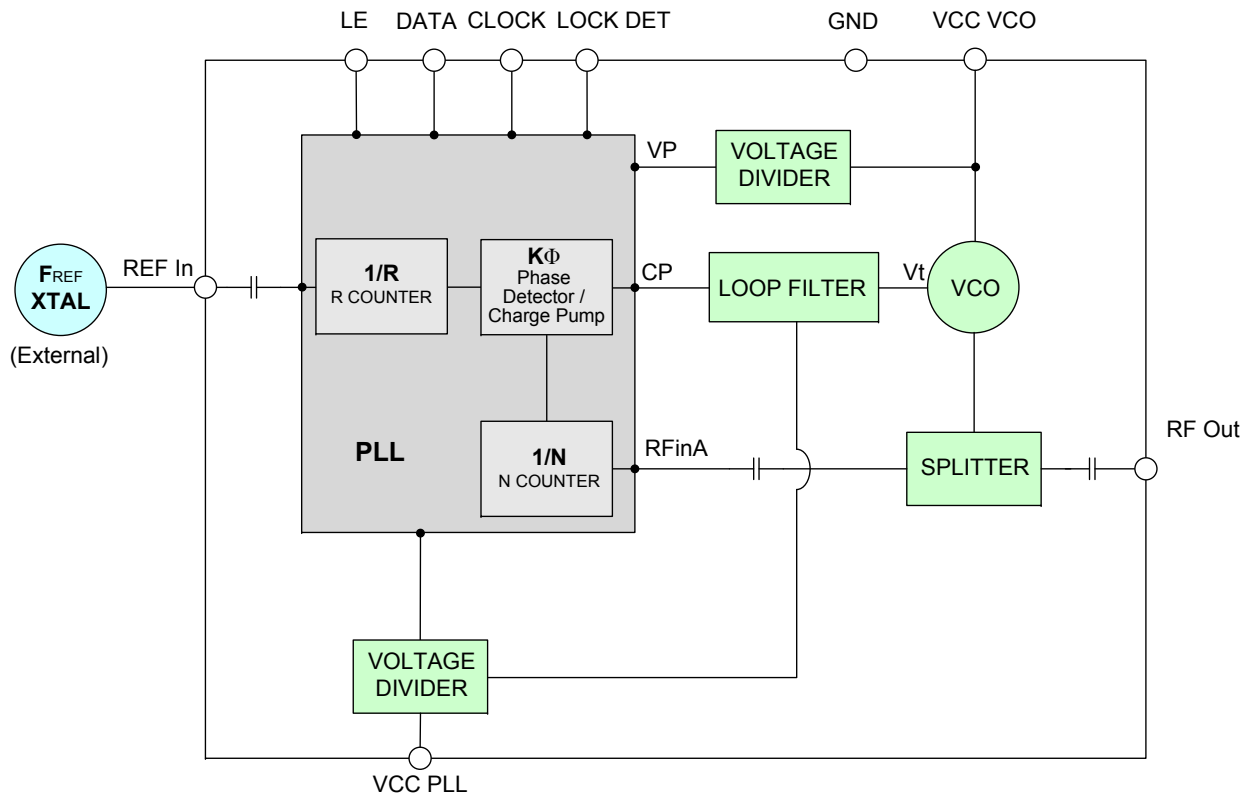 LE
DATA
CLOCK
LOCK DET
GND
VCC VCO
VP
VOLTAGE
DIVIDER
FREF
XTAL
(External)
REF In
1/R
R COUNTER
KΦ
Phase
Detector /
Charge Pump
CP
LOOP FILTER
Vt
VCO
PLL
1/N
N COUNTER
RFinA
SPLITTER
RF Out
VOLTAGE
DIVIDER
VCC PLL